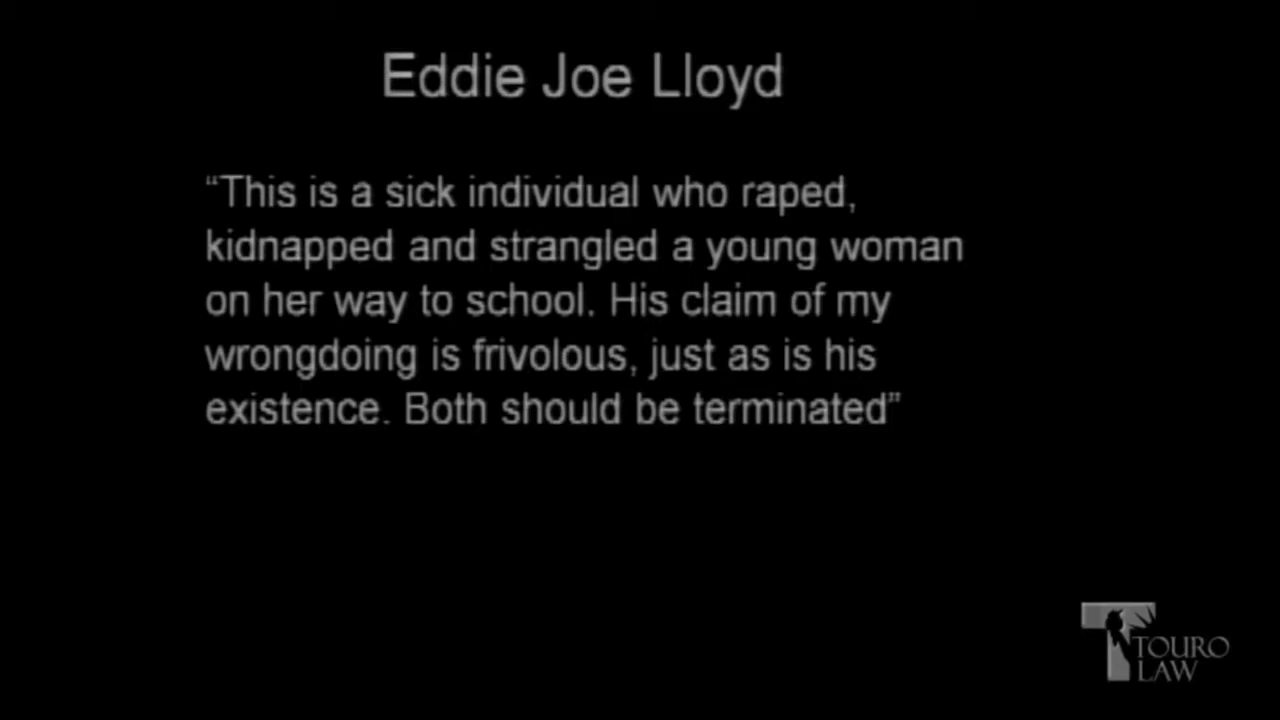 Eddie Joe Lloyd
“This is a sick individual who raped,
kidnapped and strangled a young woman
on her way to school. His claim of my
wrongdoing is frivolous, just as is his
existence. Both should be terminated”
TOURO
LAW